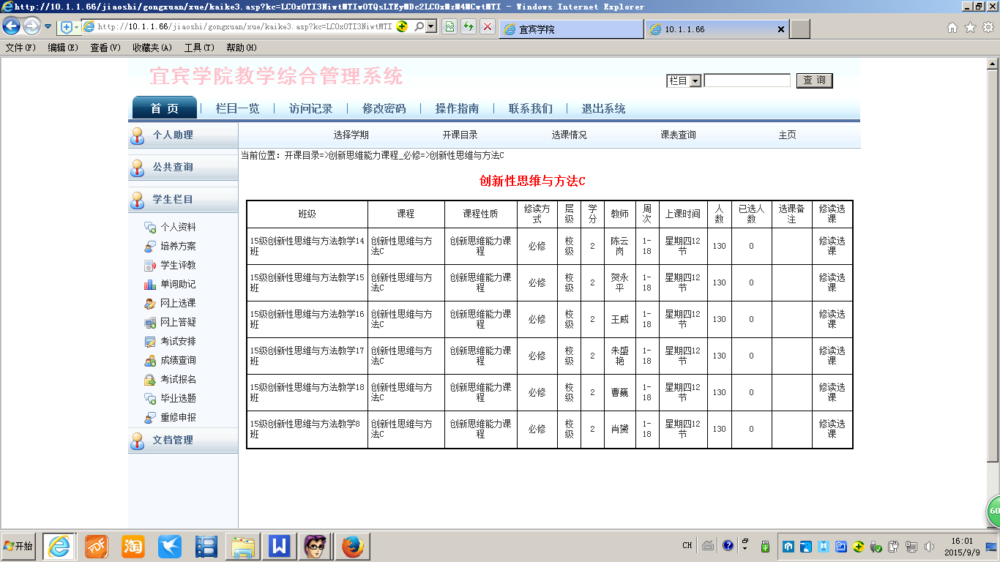 http://10.1.1.66/jiaoshi/gongxuan/xue/kaike3.asp?kc=LCOxOTI3NiwtMTIwOTQsLTEyMDc2LCOxMzM4MCwtMTI - Windows Internet Explorer
http://10.1.1.66/jiaoshi/gongxuan/xue/kaike3.asp?kc=LCOxOTI3NiwtMTI
宜宾学院
10.1.1.66
文件(F) 编辑(E) 查看(V) 收藏夹(A) 工具(T) 帮助(H)
宜宾学院教学综合管理系统
栏目
查 询
首 页 栏目一览 访问记录 修改密码 操作指南 联系我们 退出系统
个人助理
公共查询
学生栏目
个人资料
培养方案
学生评教
单词助记
网上选课
网上答疑
考试安排
成绩查询
考试报名
毕业选题
重修申报
文档管理
选择学期 开课目录 选课情况 课表查询 主页
当前位置：开课目录=>创新思维能力课程_必修=>创新性思维与方法C
创新性思维与方法C
班级 课程 课程性质 修读方式 层级 学分 教师 周次 上课时间 人数 已选人数 选课备注 修读选课
15级创新性思维与方法教学14班 创新性思维与方法C 创新思维能力课程 必修 校级 2 陈云岗 1-18 星期四12节 130 0 修读选课
15级创新性思维与方法教学15班 创新性思维与方法C 创新思维能力课程 必修 校级 2 贺永平 1-18 星期四12节 130 0 修读选课
15级创新性思维与方法教学16班 创新性思维与方法C 创新思维能力课程 必修 校级 2 王威 1-18 星期四12节 130 0 修读选课
15级创新性思维与方法教学17班 创新性思维与方法C 创新思维能力课程 必修 校级 2 朱盛艳 1-18 星期四12节 130 0 修读选课
15级创新性思维与方法教学18班 创新性思维与方法C 创新思维能力课程 必修 校级 2 曹巍 1-18 星期四12节 130 0 修读选课
15级创新性思维与方法教学8班 创新性思维与方法C 创新思维能力课程 必修 校级 2 肖赟 1-18 星期四12节 130 0 修读选课
60
开始
PDF
淘
W
CH
16:01
2015/9/9